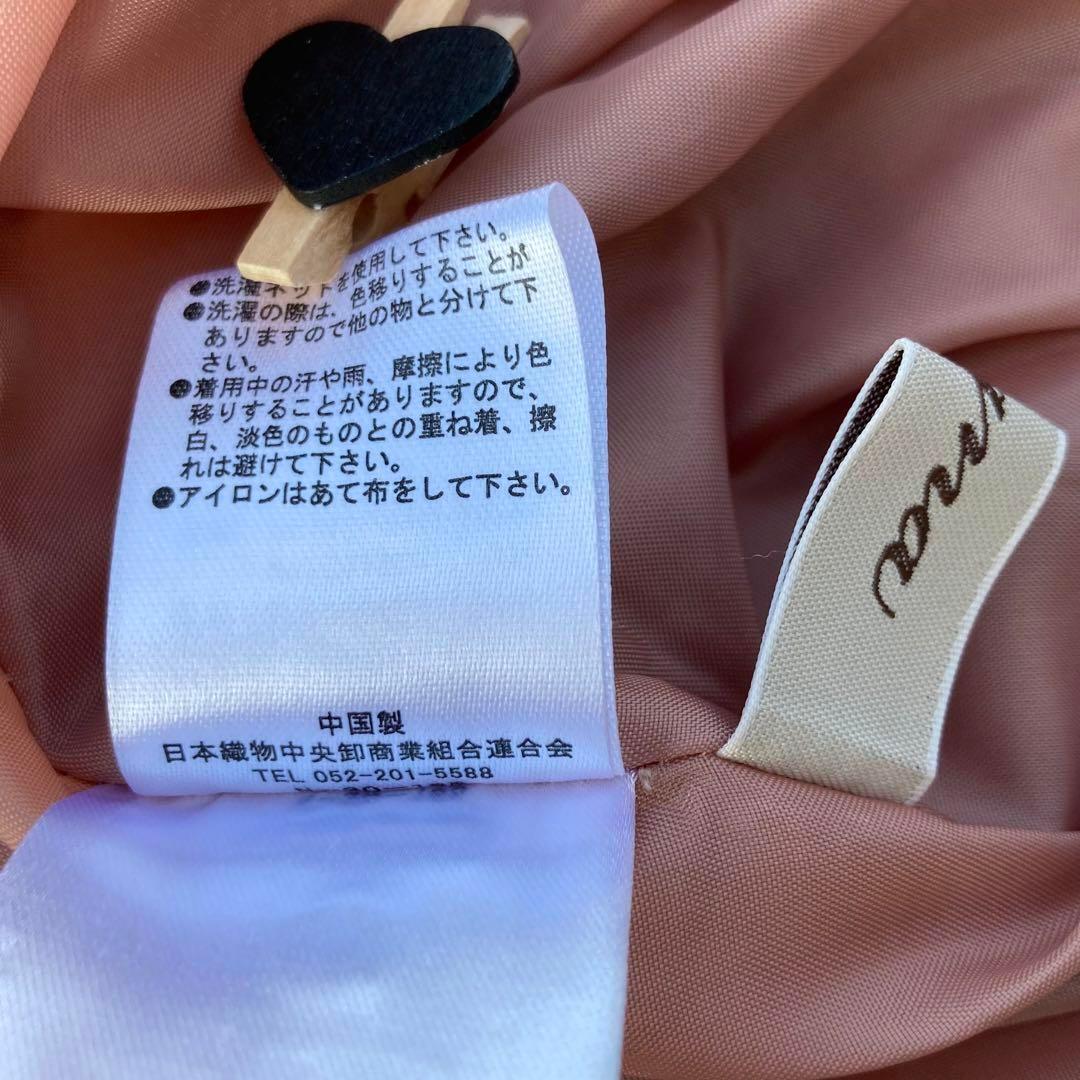 ●洗濯ネットを使用して下さい。
●洗濯の際は、色移りすることが
ありますので他の物と分けて下
さい。
●着用中の汗や雨、摩擦により色
移りすることがありますので、
白、淡色のものとの重ね着、擦
れは避けて下さい。
●アイロンはあて布をして下さい。
中国製
日本織物中央卸商業組合連合会
TEL 052-201-5588